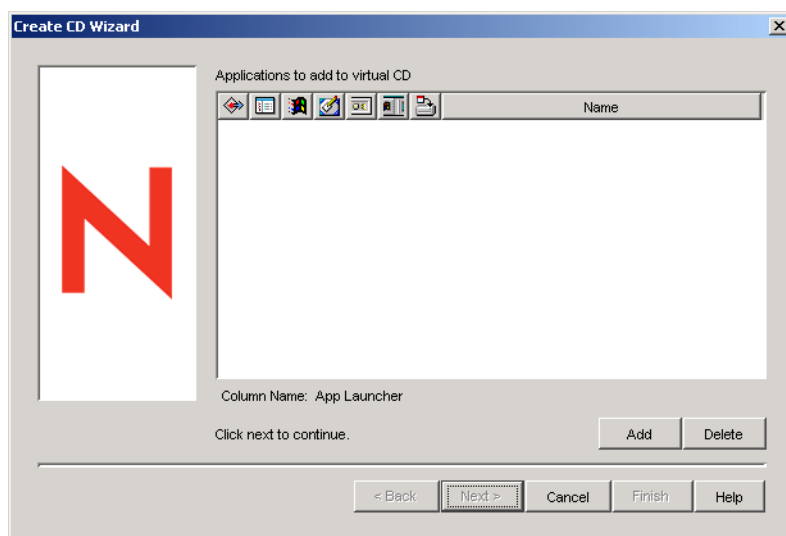 Create CD Wizard
Applications to add to virtual CD
Name
Column Name: App Launcher
Click next to continue.
Add
Delete
< Back
Next >
Cancel
Finish
Help